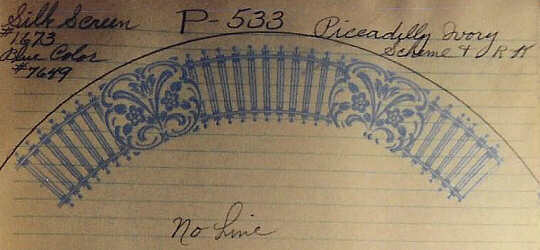 Silk Screen
#1673
Blue Color
#7649
P-533
Piccadilly Ivory
Scheme + R K
No Line